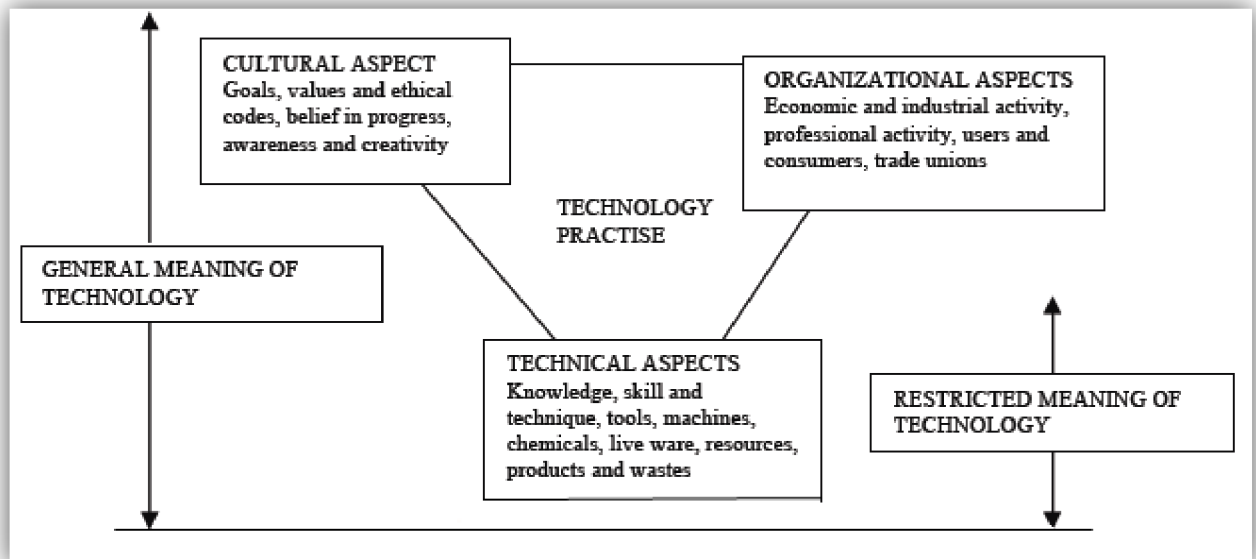 CULTURAL ASPECT
Goals, values and ethical
codes, belief in progress,
awareness and creativity
ORGANIZATIONAL ASPECTS
Economic and industrial activity,
professional activity, users and
consumers, trade unions
TECHNOLOGY
PRACTISE
GENERAL MEANING OF
TECHNOLOGY
TECHNICAL ASPECTS
Knowledge, skill and
technique, tools, machines,
chemicals, live ware, resources,
products and wastes
RESTRICTED MEANING OF
TECHNOLOGY